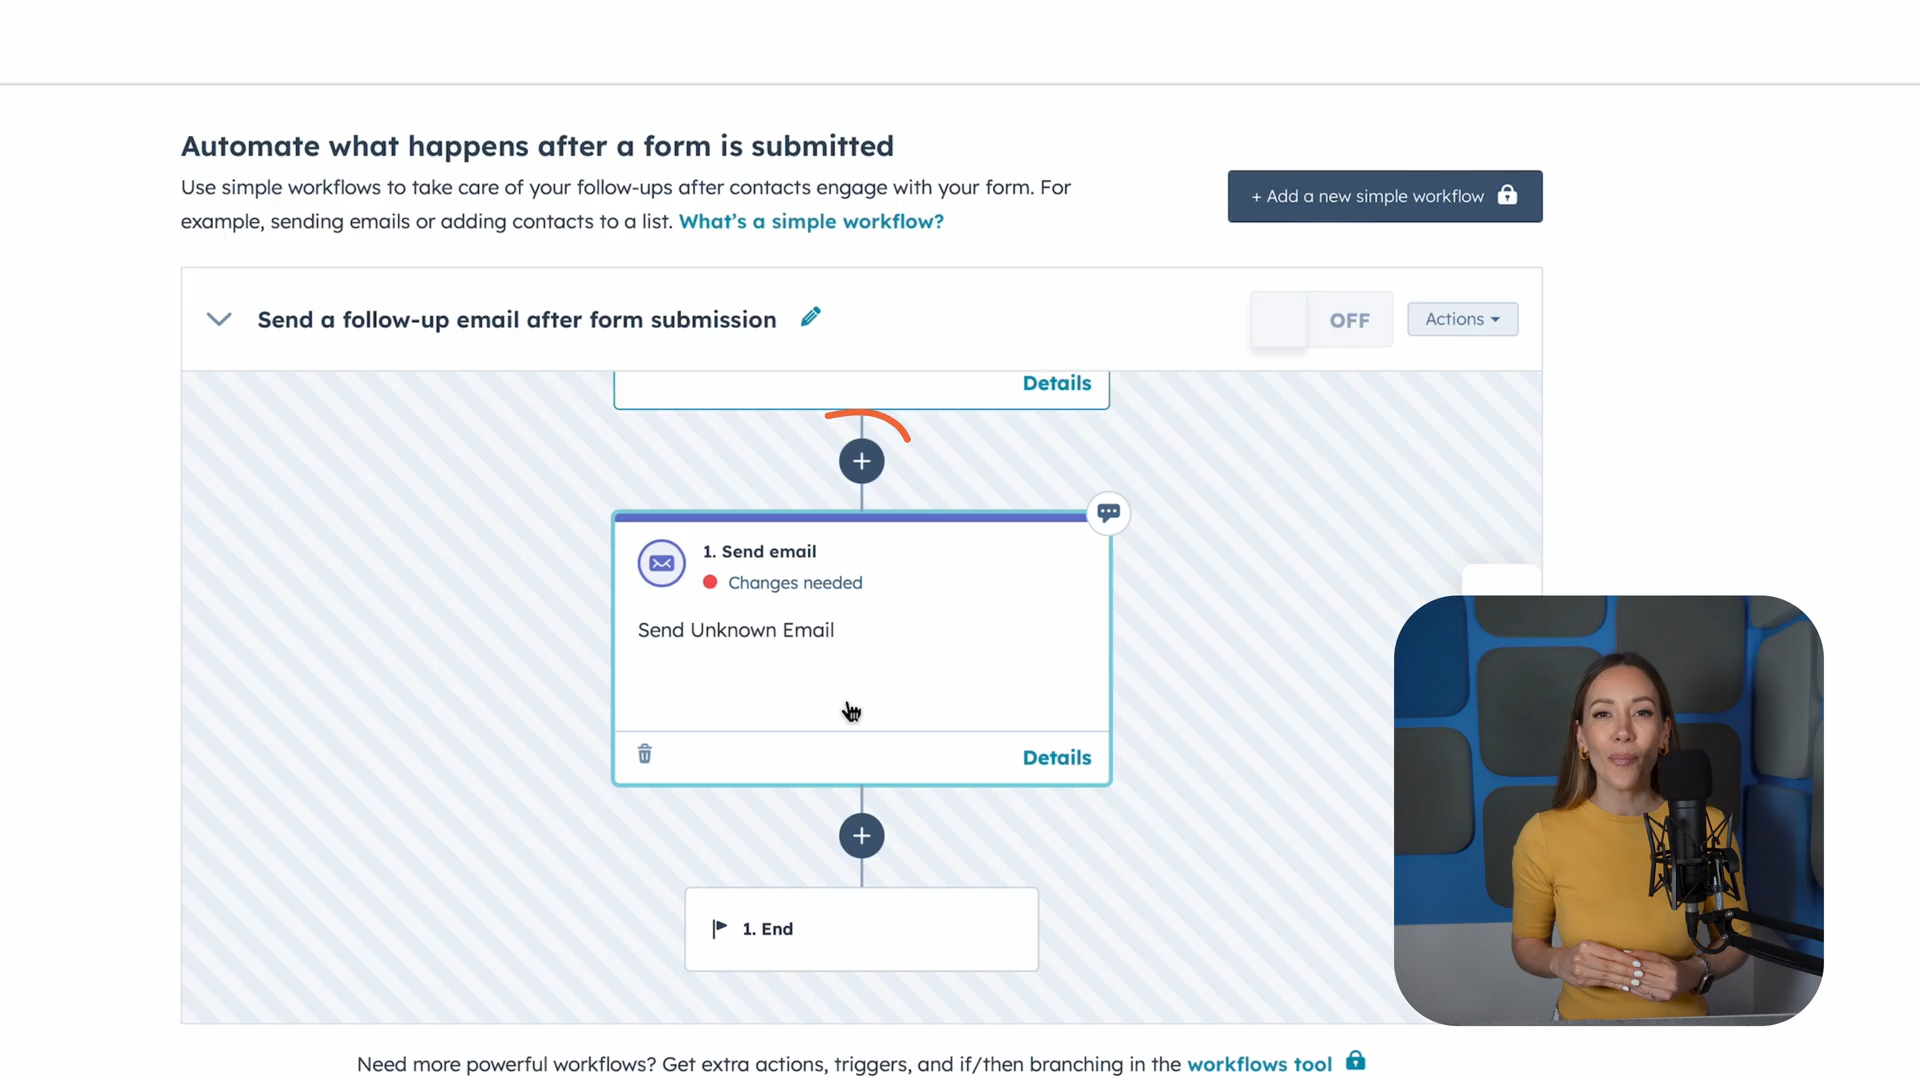 Automate what happens after a form is submitted
Use simple workflows to take care of your follow-ups after contacts engage with your form. For
example, sending emails or adding contacts to a list. What's a simple workflow?
+ Add a new simple workflow
Send a follow-up email after form submission
OFF
Actions
Details
1. Send email
Changes needed
Send Unknown Email
Details
1. End
Need more powerful workflows? Get extra actions, triggers, and if/then branching in the workflows tool